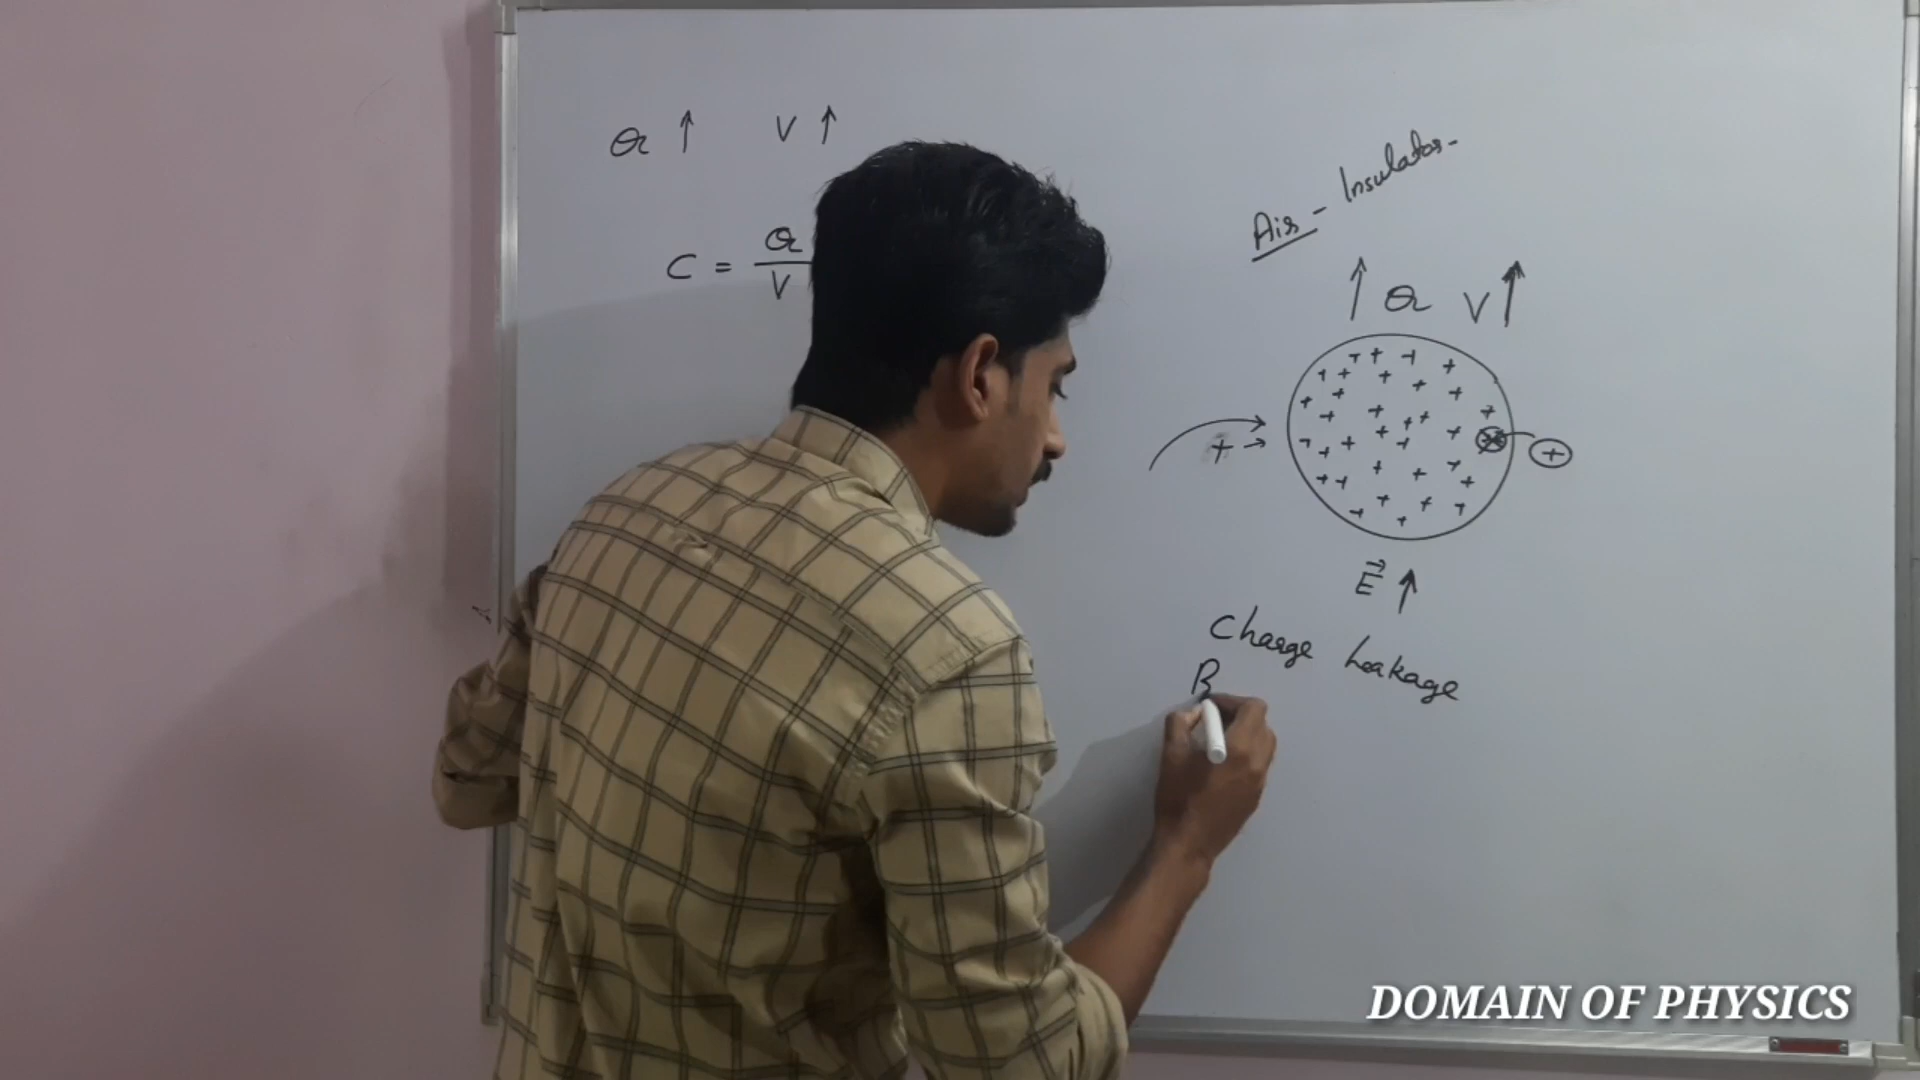 Q ↑ V ↑
C = Q / V
Air - Insulator-
↑ Q V ↑
+ →
+
E⃗ ↑
Charge Leakage
B
DOMAIN OF PHYSICS